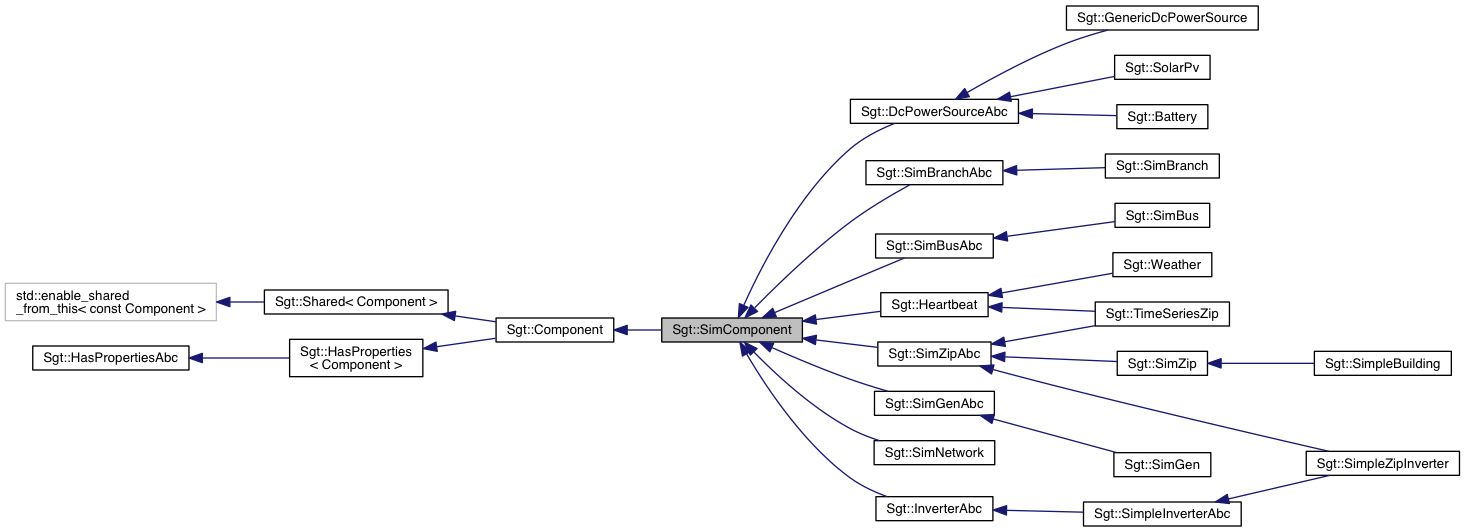 Sgt::GenericDcPowerSource
Sgt::SolarPv
Sgt::DcPowerSourceAbc
Sgt::Battery
Sgt::SimBranchAbc
Sgt::SimBranch
Sgt::SimBus
Sgt::SimBusAbc
Sgt::Weather
std::enable_shared
_from_this< const Component >
Sgt::Shared< Component >
Sgt::Heartbeat
Sgt::TimeSeriesZip
Sgt::Component
Sgt::SimComponent
Sgt::HasPropertiesAbc
Sgt::HasProperties
< Component >
Sgt::SimZipAbc
Sgt::SimZip
Sgt::SimpleBuilding
Sgt::SimGenAbc
Sgt::SimNetwork
Sgt::SimGen
Sgt::SimpleZipInverter
Sgt::InverterAbc
Sgt::SimpleInverterAbc